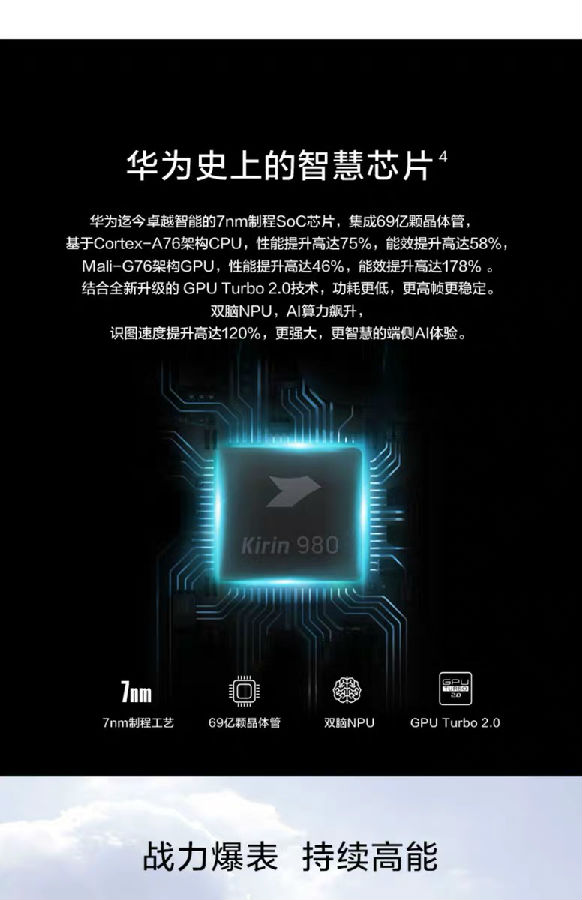 华为史上的智慧芯片4
华为迄今卓越智能的7nm制程SoC芯片，集成69亿颗晶体管，
基于Cortex-A76架构CPU，性能提升高达75%，能效提升高达58%，
Mali-G76架构GPU，性能提升高达46%，能效提升高达178% 。
结合全新升级的 GPU Turbo 2.0技术，功耗更低，更高帧更稳定。
双脑NPU，AI算力飙升，
识图速度提升高达120%，更强大，更智慧的端侧AI体验。
Kirin 980
7nm
7nm制程工艺
69亿颗晶体管
双脑NPU
GPU
TURBO
2.0
GPU Turbo 2.0
战力爆表 持续高能